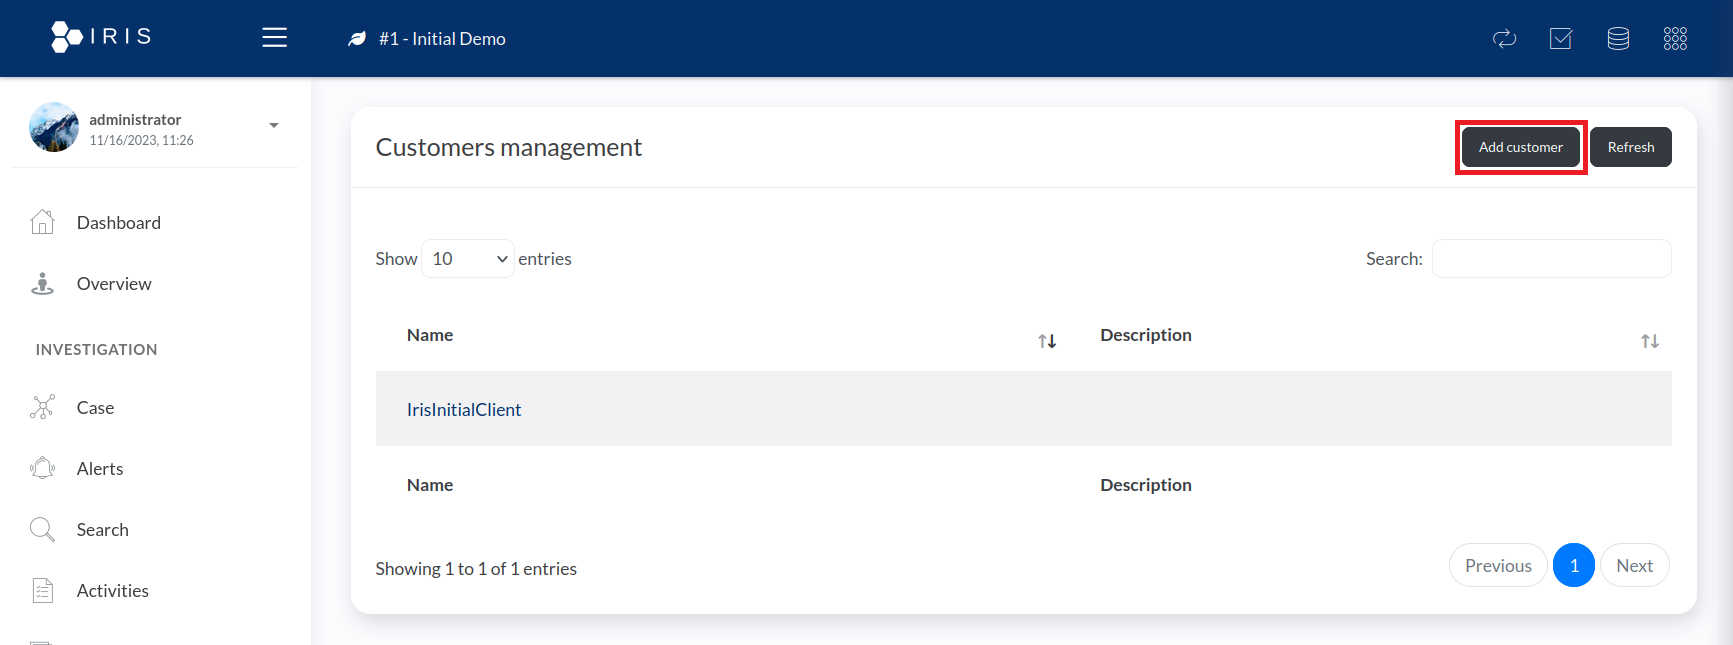 IRIS
#1 - Initial Demo
administrator
11/16/2023, 11:26
Dashboard
Overview
INVESTIGATION
Case
Alerts
Search
Activities
Customers management
Add customer
Refresh
Show 10 entries
Search:
Name Description
IrisInitialClient
Name Description
Showing 1 to 1 of 1 entries
Previous 1 Next